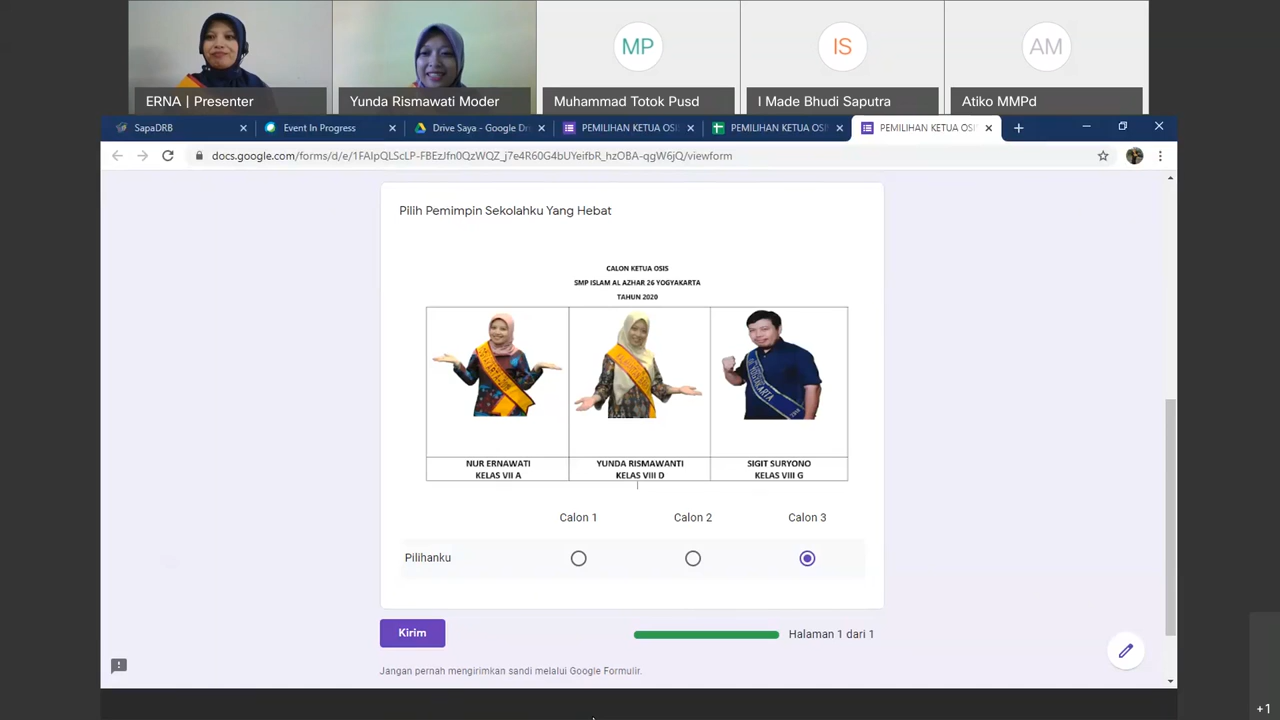 MP
IS
AM
ERNA | Presenter
Yunda Rismawati Moder
Muhammad Totok Pusd
I Made Bhudi Saputra
Atiko MMPd
SapaDRB
Event In Progress
Drive Saya - Google Dri
PEMILIHAN KETUA OSIS
PEMILIHAN KETUA OSIS
PEMILIHAN KETUA OSIS
docs.google.com/forms/d/e/1FAIpQLScLP-FBEzJfn0QzWQZ_j7e4R60G4bUYeifbR_hzOBA-qgW6jQ/viewform
Pilih Pemimpin Sekolahku Yang Hebat
CALON KETUA OSIS
SMP ISLAM AL AZHAR 26 YOGYAKARTA
TAHUN 2020
NUR ERNAWATI
KELAS VII A
YUNDA RISMAWANTI
KELAS VIII D
SIGIT SURYONO
KELAS VIII G
Calon 1
Calon 2
Calon 3
Pilihanku
Kirim
Halaman 1 dari 1
Jangan pernah mengirimkan sandi melalui Google Formulir.
+1